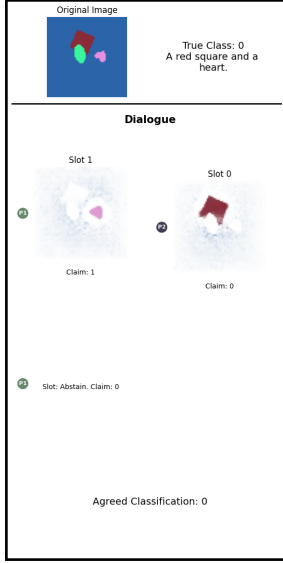 Original Image
True Class: 0
A red square and a
heart.
Dialogue
Slot 1
Slot 0
P1
P2
Claim: 1
Claim: 0
P1
Slot: Abstain. Claim: 0
Agreed Classification: 0